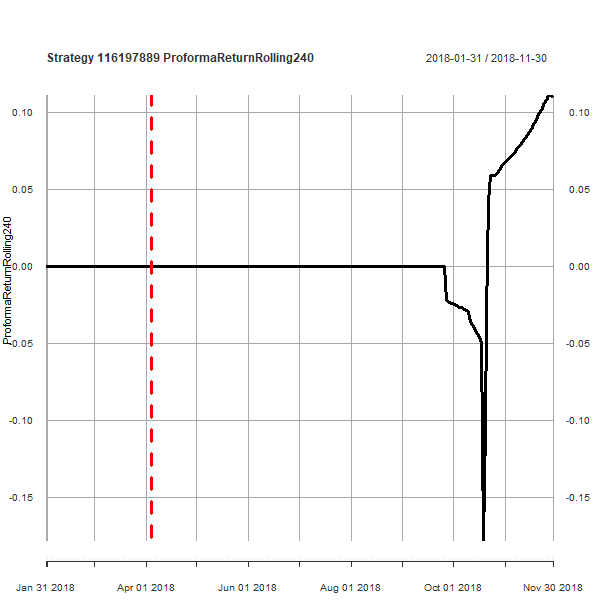 Strategy 116197889 ProformaReturnRolling240
2018-01-31 / 2018-11-30
0.10
0.05
0.00
-0.05
-0.10
-0.15
ProformaReturnRolling240
0.10
0.05
0.00
-0.05
-0.10
-0.15
Jan 31 2018
Apr 01 2018
Jun 01 2018
Aug 01 2018
Oct 01 2018
Nov 30 2018